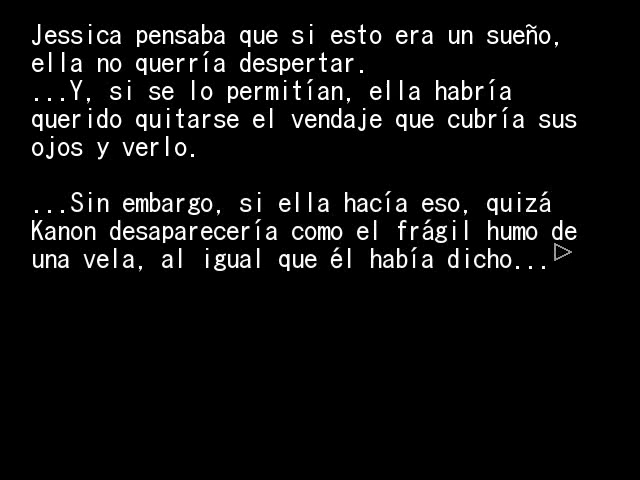 Jessica pensaba que si esto era un sueño,
ella no querría despertar.
...Y, si se lo permitían, ella habría
querido quitarse el vendaje que cubría sus
ojos y verlo.
...Sin embargo, si ella hacía eso, quizá
Kanon desaparecería como el frágil humo de
una vela, al igual que él había dicho...